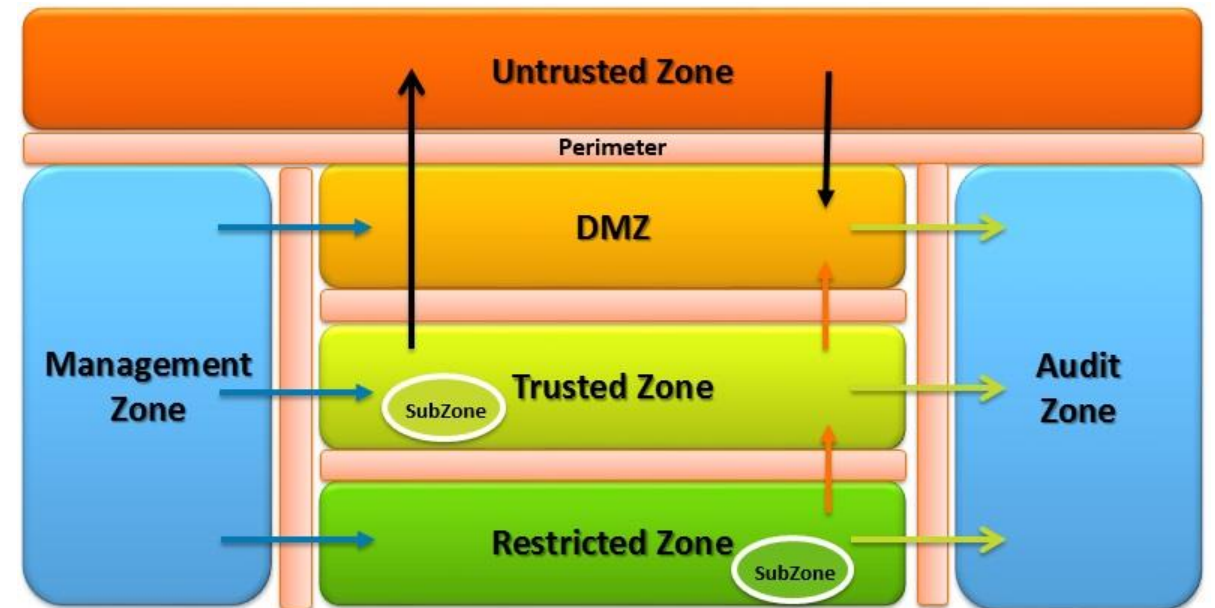 Untrusted Zone
Perimeter
DMZ
Management
Zone
Trusted Zone
SubZone
Audit
Zone
Restricted Zone
SubZone